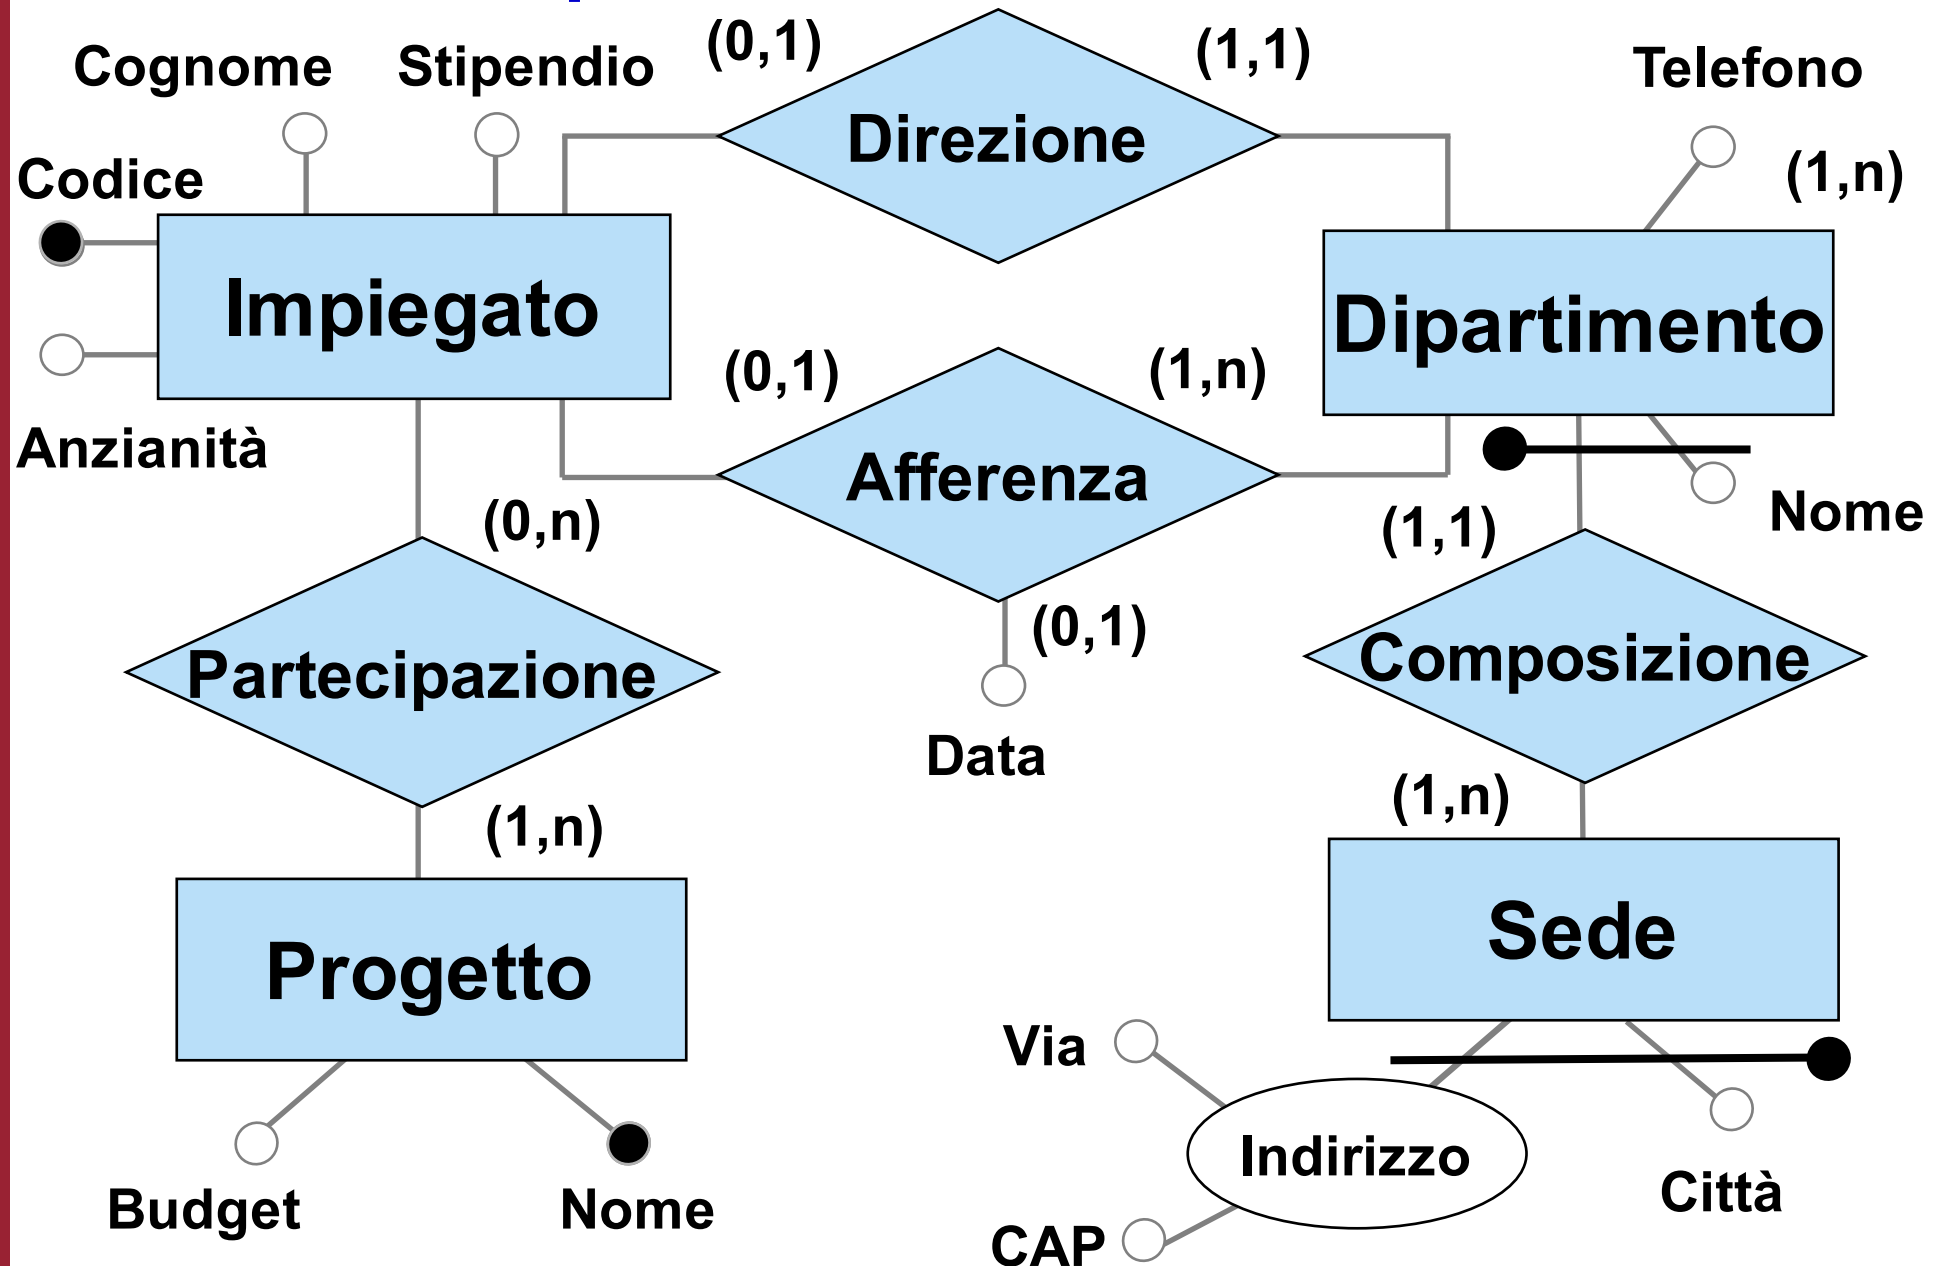 (0,1)
(1,1)
Cognome
Stipendio
Telefono
Direzione
Codice
(1,n)
Impiegato
Dipartimento
(0,1)
(1,n)
Anzianità
Afferenza
(0,n)
(1,1)
Nome
(0,1)
Partecipazione
Composizione
Data
(1,n)
(1,n)
Sede
Progetto
Via
Indirizzo
Città
Budget
Nome
CAP